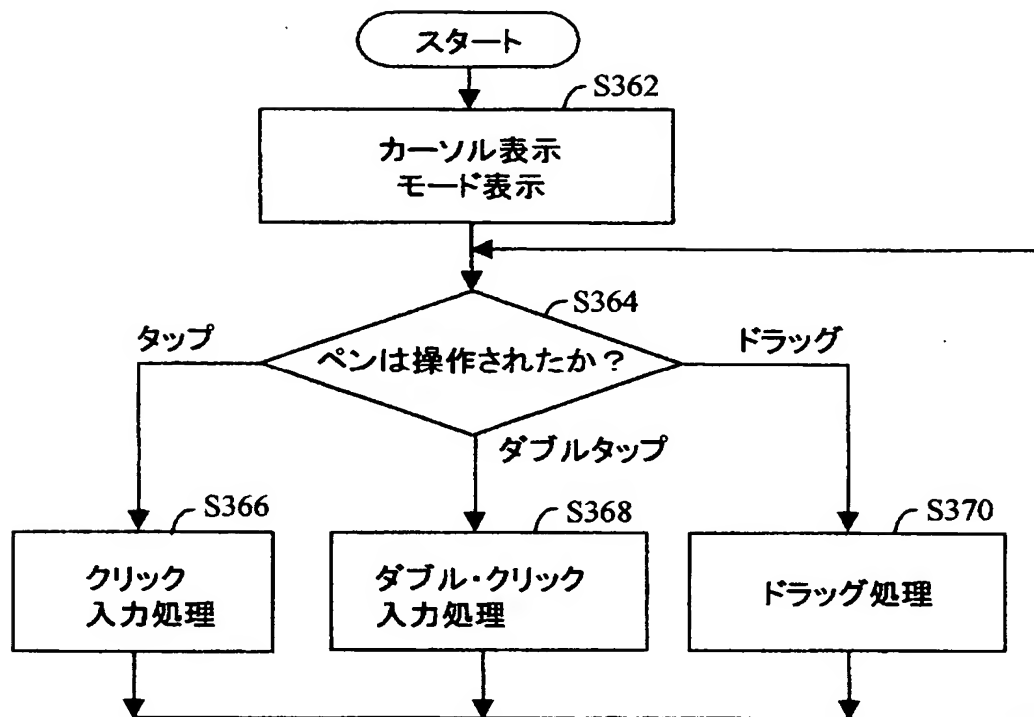 スタート
S362
カーソル表示
モード表示
S364
タップ
ペンは操作されたか？
ドラッグ
ダブルタップ
S366
S368
S370
クリック
入力処理
ダブル・クリック
入力処理
ドラッグ処理